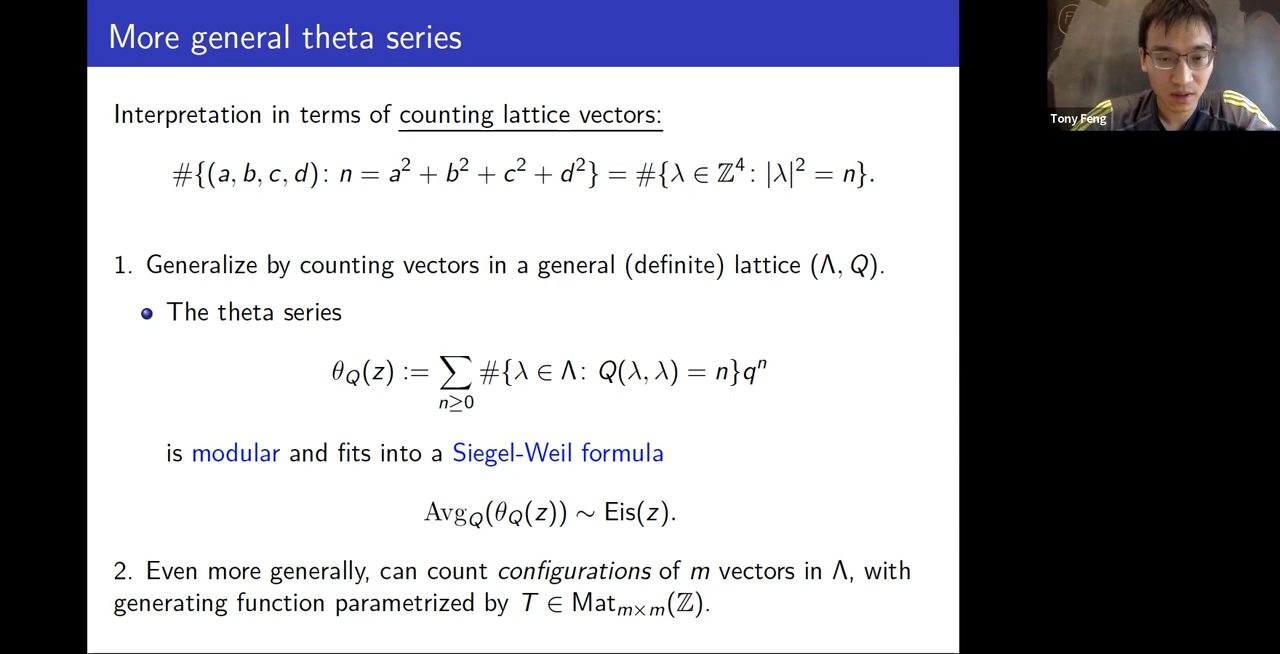 More general theta series
Interpretation in terms of counting lattice vectors:
#{(a, b, c, d): n = a² + b² + c² + d²} = #{λ ∈ ℤ⁴: |λ|² = n}.
1. Generalize by counting vectors in a general (definite) lattice (Λ, Q).
The theta series
θ_Q(z) := ∑_{n≥0} #{λ ∈ Λ: Q(λ, λ) = n}qⁿ
is modular and fits into a Siegel-Weil formula
Avg_Q(θ_Q(z)) ∼ Eis(z).
2. Even more generally, can count configurations of m vectors in Λ, with
generating function parametrized by T ∈ Mat_{m×m}(ℤ).
Tony Feng